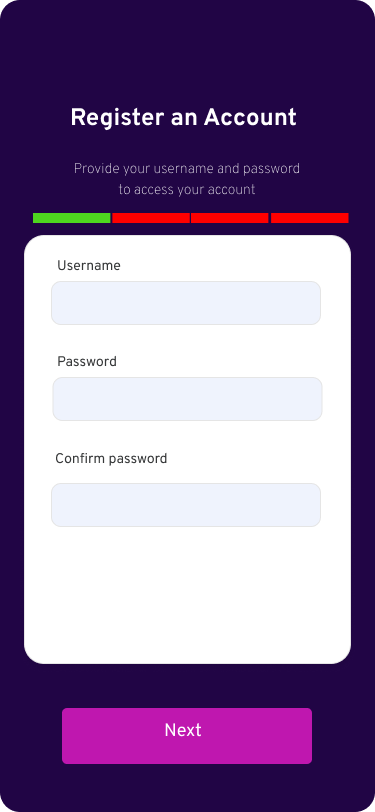 Register an Account
Provide your username and password
to access your account
Username
Password
Confirm password
Next